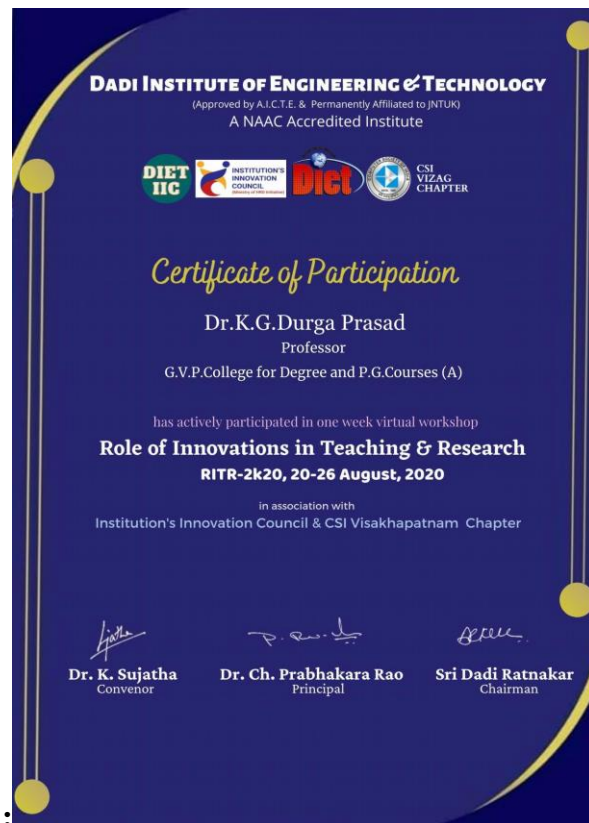 DADI INSTITUTE OF ENGINEERING & TECHNOLOGY
(Approved by A.I.C.T.E. & Permanently Affiliated to JNTUK)
A NAAC Accredited Institute
DIET
IIC
INSTITUTION'S
INNOVATION
COUNCIL
(Ministry of HRD Initiative)
Diet
CSI
VIZAG
CHAPTER
Certificate of Participation
Dr.K.G.Durga Prasad
Professor
G.V.P.College for Degree and P.G.Courses (A)
has actively participated in one week virtual workshop
Role of Innovations in Teaching & Research
RITR-2k20, 20-26 August, 2020
in association with
Institution's Innovation Council & CSI Visakhapatnam Chapter
Dr. K. Sujatha
Convenor
Dr. Ch. Prabhakara Rao
Principal
Sri Dadi Ratnakar
Chairman